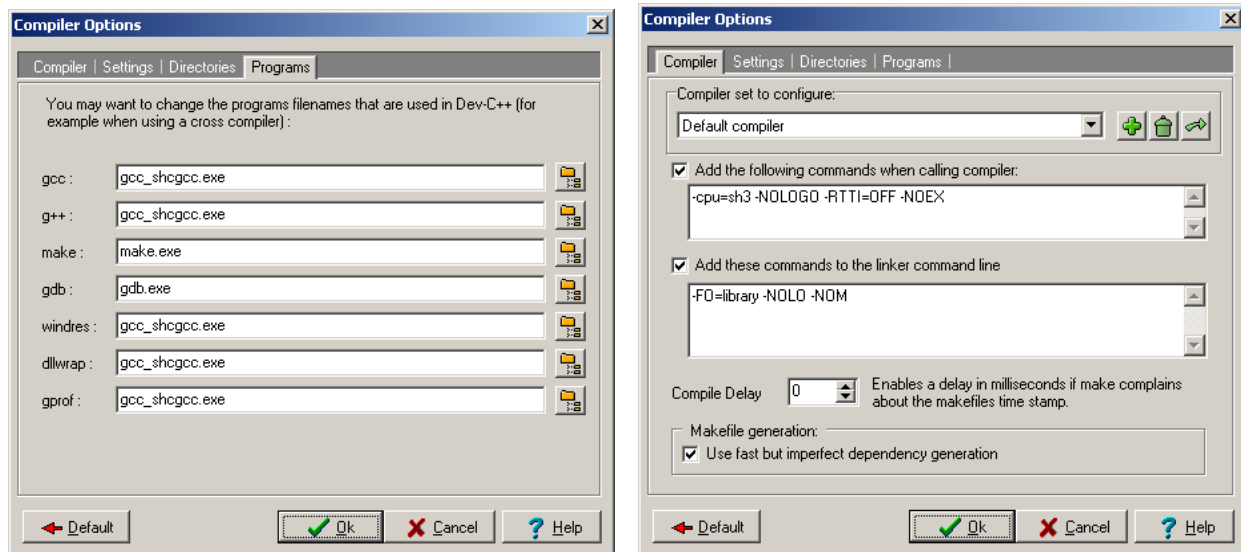 Compiler Options
Compiler | Settings | Directories | Programs
You may want to change the programs filenames that are used in Dev-C++ (for
example when using a cross compiler) :
gcc : gcc_shcgcc.exe
g++ : gcc_shcgcc.exe
make : make.exe
gdb : gdb.exe
windres : gcc_shcgcc.exe
dllwrap : gcc_shcgcc.exe
gprof : gcc_shcgcc.exe
Default Ok Cancel Help
Compiler Options
Compiler Settings | Directories | Programs |
Compiler set to configure:
Default compiler
Add the following commands when calling compiler:
-cpu=sh3 -NOLOGO -RTTI=OFF -NOEX
Add these commands to the linker command line
-FO=library -NOLO -NOM
Compile Delay 0 Enables a delay in milliseconds if make complains
about the makefiles time stamp.
Makefile generation:
Use fast but imperfect dependency generation
Default Ok Cancel Help